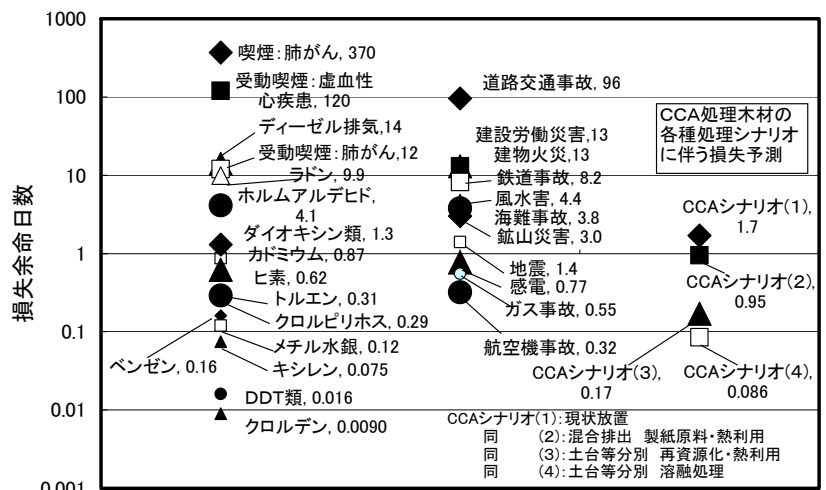 1000
100
10
1
0.1
0.01
0.001
損失余命日数
喫煙：肺がん, 370
受動喫煙：虚血性
心疾患, 120
ディーゼル排気, 14
受動喫煙：肺がん, 12
ラドン, 9.9
ホルムアルデヒド,
4.1
ダイオキシン類, 1.3
カドミウム, 0.87
ヒ素, 0.62
トルエン, 0.31
クロルピリホス, 0.29
メチル水銀, 0.12
ベンゼン, 0.16
キシレン, 0.075
DDT類, 0.016
クロルデン, 0.0090
道路交通事故, 96
建設労働災害, 13
建物火災, 13
鉄道事故, 8.2
風水害, 4.4
海難事故, 3.8
鉱山災害, 3.0
地震, 1.4
感電, 0.77
ガス事故, 0.55
航空機事故, 0.32
CCA処理木材の
各種処理シナリオ
に伴う損失予測
CCAシナリオ（1）,
1.7
CCAシナリオ（2）,
0.95
CCAシナリオ（3）,
0.17
CCAシナリオ（4）,
0.086
CCAシナリオ（1）：現状放置
同　（2）：混合排出　製紙原料・熱利用
同　（3）：土台等分別　再資源化・熱利用
同　（4）：土台等分別　溶融処理